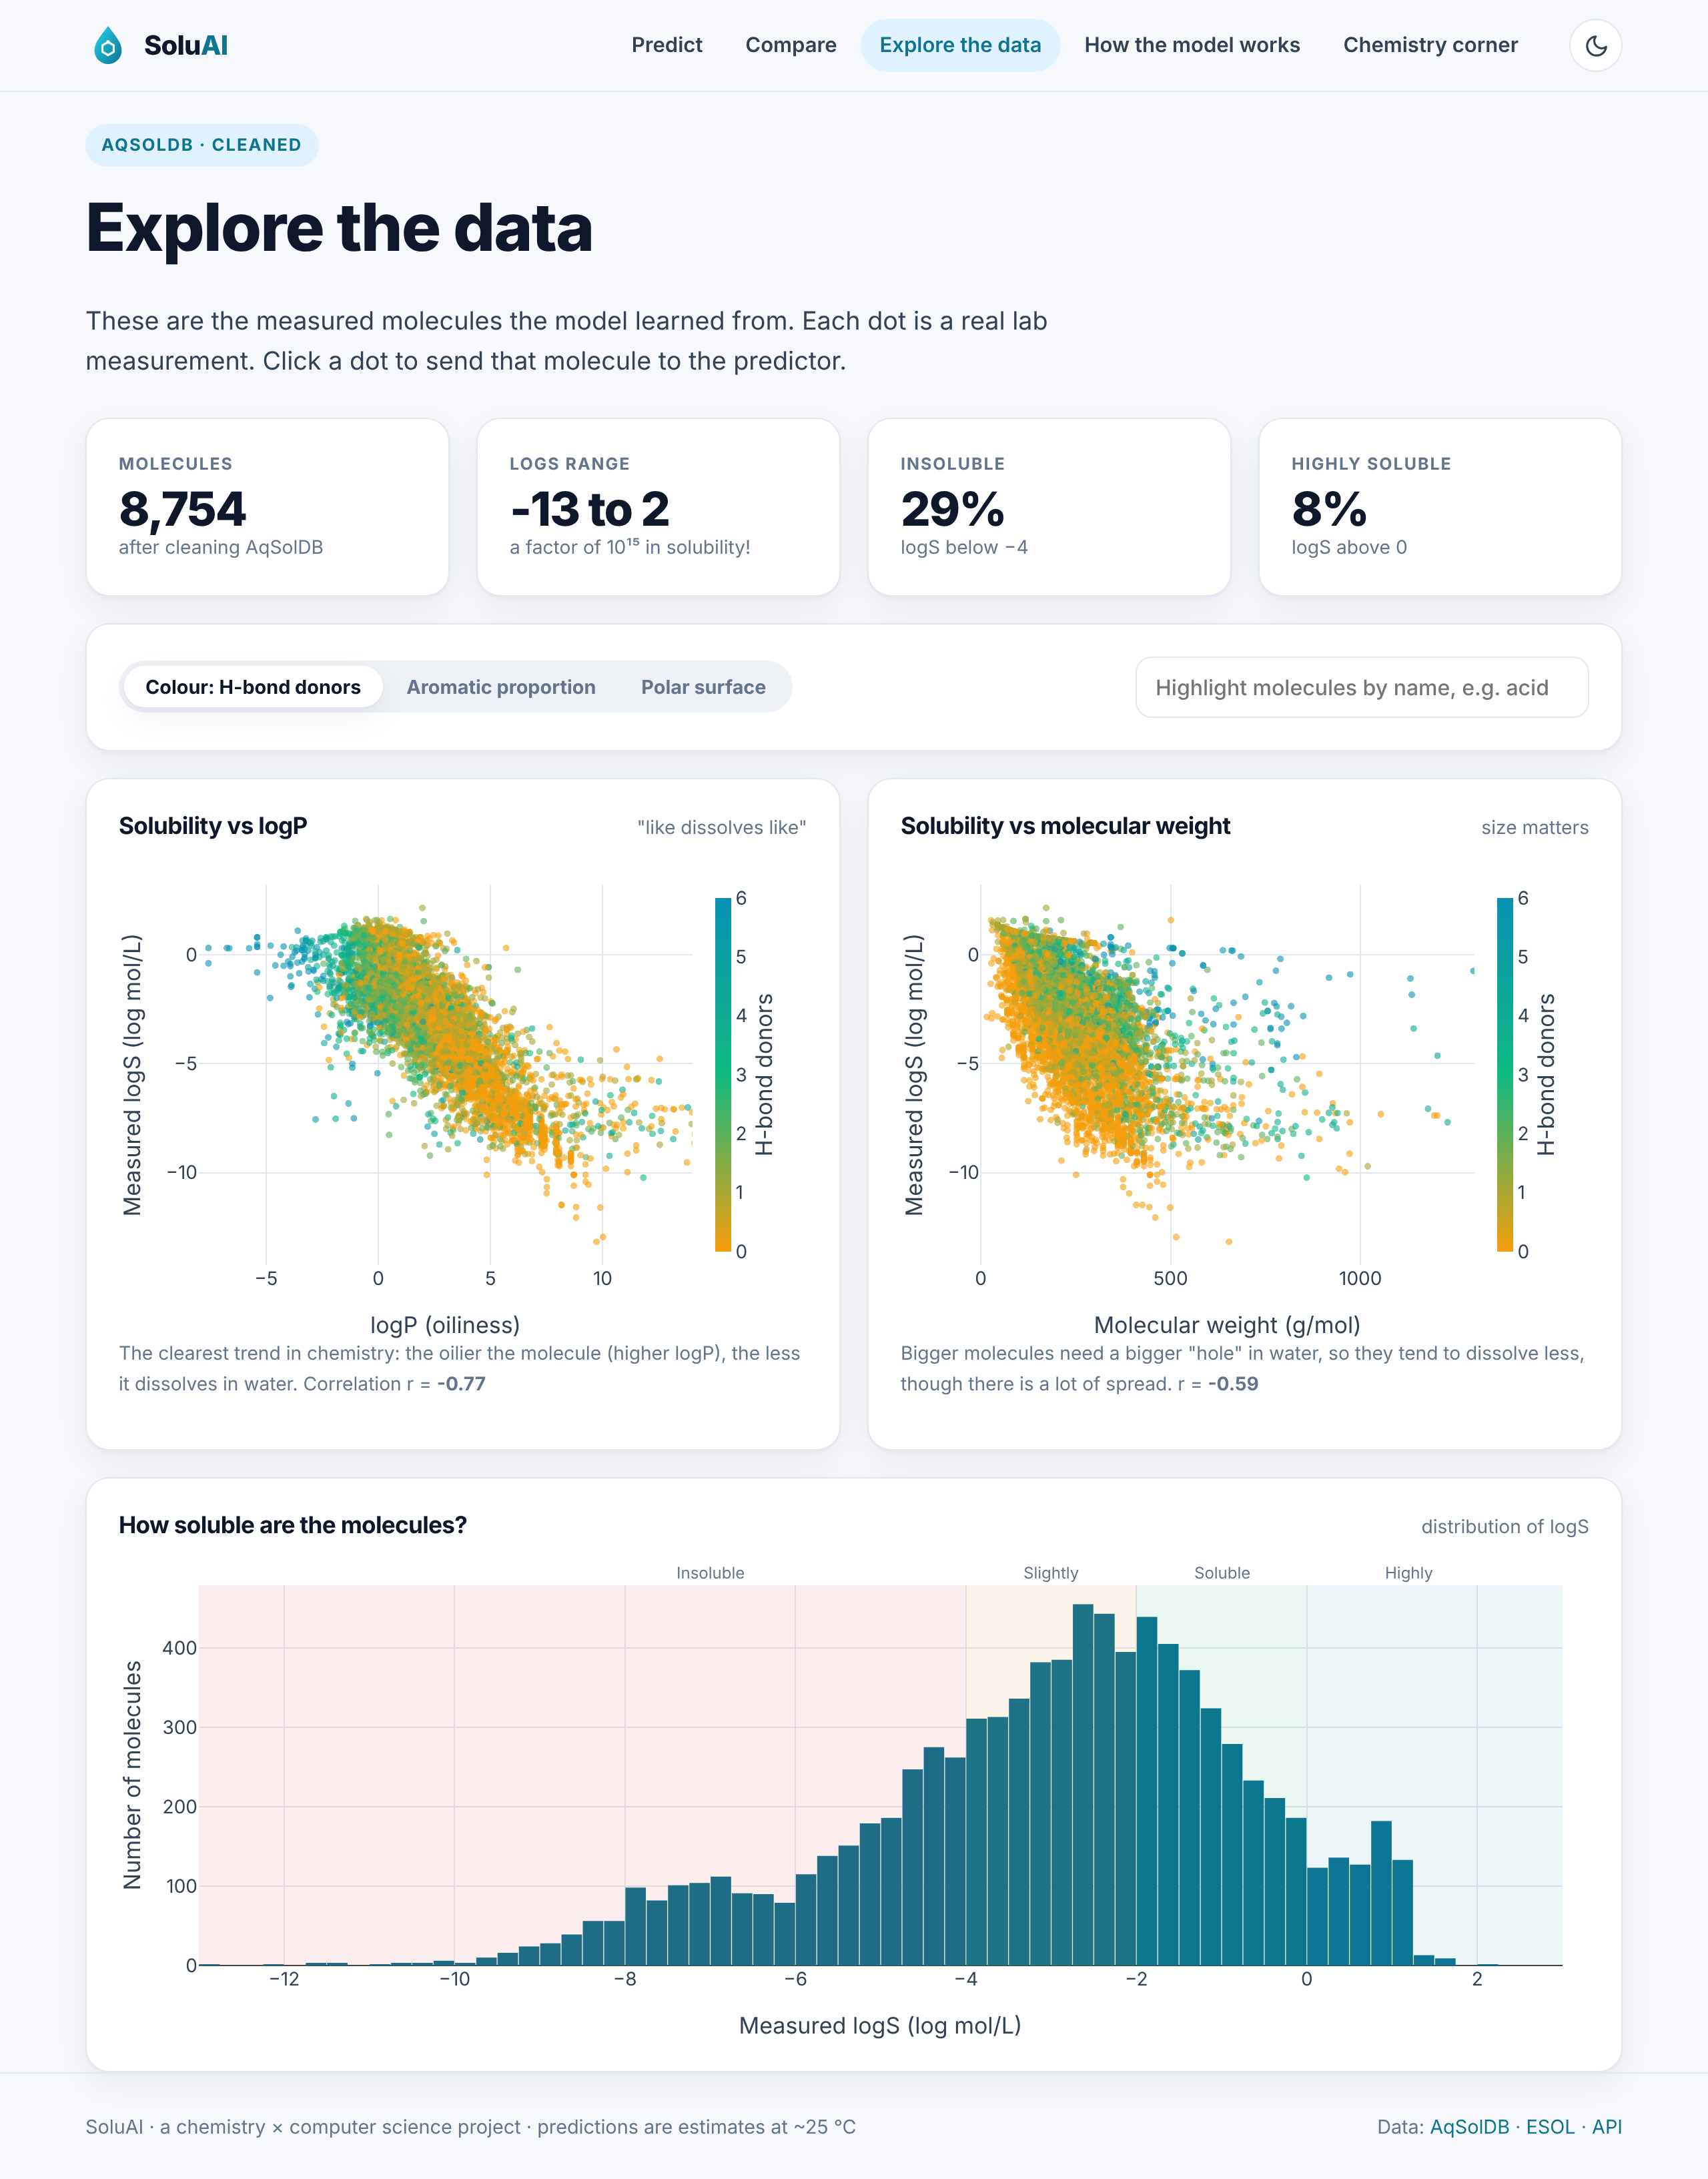 SoluAI
Predict
Compare
Explore the data
How the model works
Chemistry corner
AQSOLDB · CLEANED
Explore the data
These are the measured molecules the model learned from. Each dot is a real lab
measurement. Click a dot to send that molecule to the predictor.
MOLECULES
8,754
after cleaning AqSolDB
LOGS RANGE
-13 to 2
a factor of 10¹⁵ in solubility!
INSOLUBLE
29%
logS below −4
HIGHLY SOLUBLE
8%
logS above 0
Colour: H-bond donors
Aromatic proportion
Polar surface
Highlight molecules by name, e.g. acid
Solubility vs logP
"like dissolves like"
Measured logS (log mol/L)
0
−5
−10
−5
0
5
10
logP (oiliness)
6
5
4
3
2
1
0
H-bond donors
The clearest trend in chemistry: the oilier the molecule (higher logP), the less
it dissolves in water. Correlation r = -0.77
Solubility vs molecular weight
size matters
Measured logS (log mol/L)
0
−5
−10
0
500
1000
Molecular weight (g/mol)
6
5
4
3
2
1
0
H-bond donors
Bigger molecules need a bigger "hole" in water, so they tend to dissolve less,
though there is a lot of spread. r = -0.59
How soluble are the molecules?
distribution of logS
Insoluble
Slightly
Soluble
Highly
Number of molecules
400
300
200
100
0
−12
−10
−8
−6
−4
−2
0
2
Measured logS (log mol/L)
SoluAI · a chemistry × computer science project · predictions are estimates at ~25 °C
Data: AqSolDB · ESOL · API